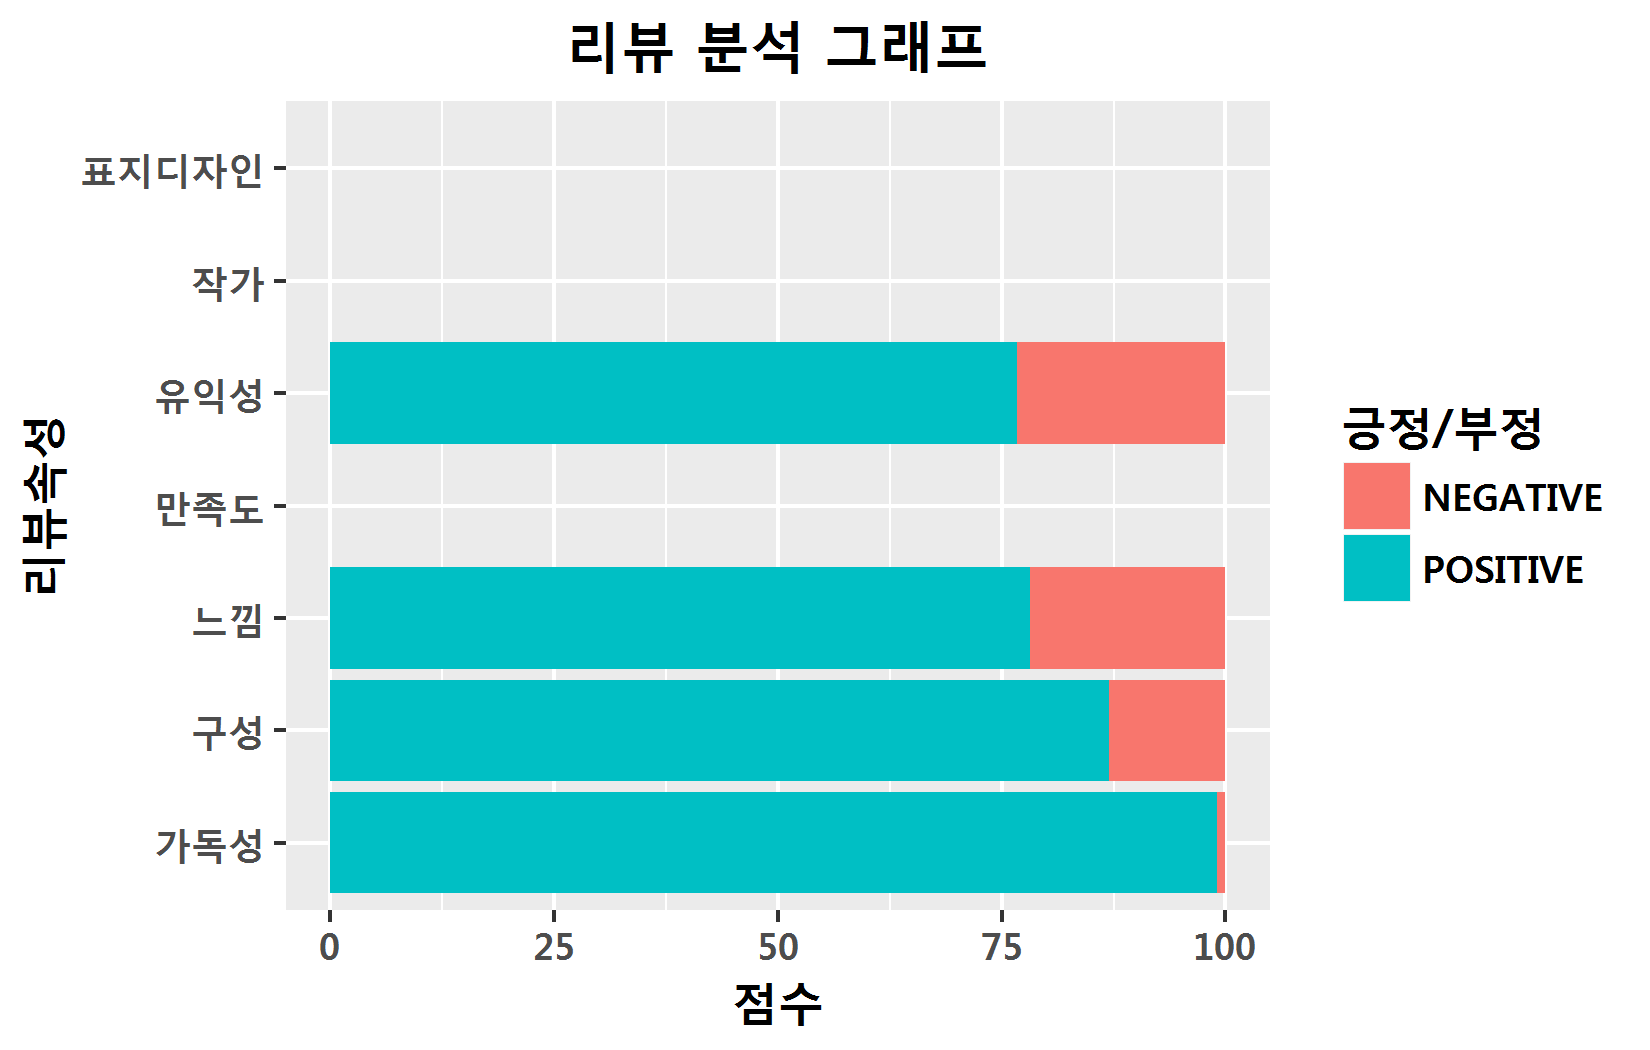 리뷰 분석 그래프
표지디자인
작가
유익성
만족도
느낌
구성
가독성
리뷰속성
0 25 50 75 100
점수
긍정/부정
NEGATIVE
POSITIVE